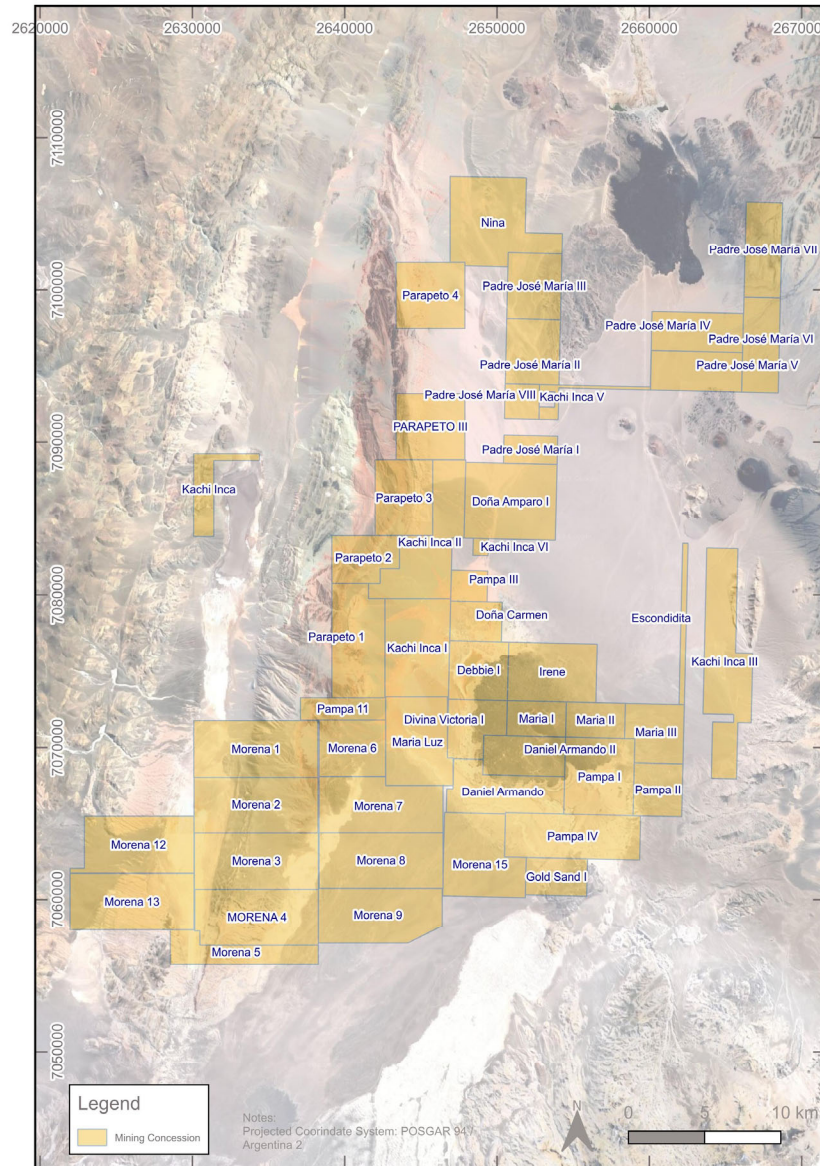 2620000
2630000
2640000
2650000
2660000
2670000
7110000
7100000
7090000
7080000
7070000
7060000
7050000
Nina
Padre José María VII
Padre José María III
Parapeto 4
Padre José María IV
Padre José María VI
Padre José María II
Padre José María V
Padre José María VIII
Kachi Inca V
PARAPETO III
Padre José María I
Kachi Inca
Parapeto 3
Doña Amparo I
Kachi Inca II
Kachi Inca VI
Parapeto 2
Pampa III
Doña Carmen
Escondidita
Parapeto 1
Kachi Inca I
Kachi Inca III
Debbie I
Irene
Pampa 11
Divina Victoria I
Maria I
Maria II
Maria III
Morena 1
Morena 6
Maria Luz
Daniel Armando II
Pampa I
Morena 2
Morena 7
Daniel Armando
Pampa II
Pampa IV
Morena 12
Morena 3
Morena 8
Morena 15
Gold Sand I
Morena 13
MORENA 4
Morena 9
Morena 5
Legend
Mining Concession
Notes:
Projected Coorindate System: POSGAR 94 /
Argentina 2
N
0 5 10 km